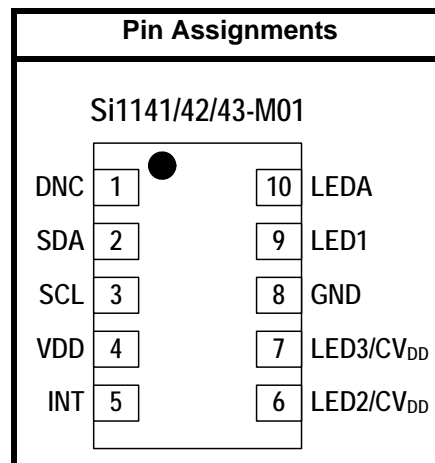 Pin Assignments
Si1141/42/43-M01
DNC 1 10 LEDA
SDA 2 9 LED1
SCL 3 8 GND
VDD 4 7 LED3/CVDD
INT 5 6 LED2/CVDD